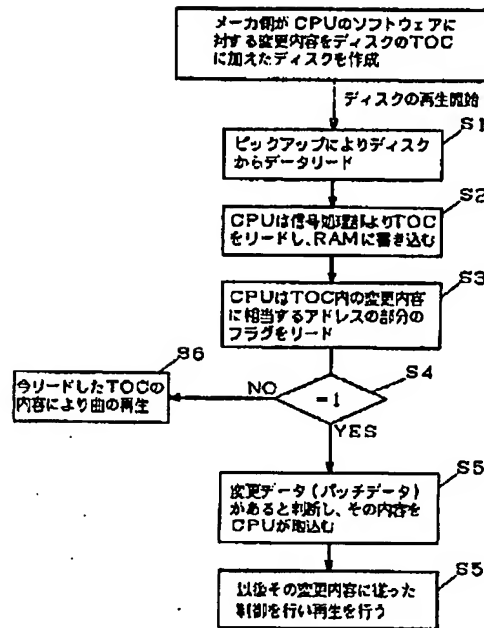 メーカ側がCPUのソフトウェアに
対する変更内容をディスクのTOC
に加えたディスクを作成
ディスクの再生開始
S1
ピックアップによりディスク
からデータリード
S2
CPUは信号処理部よりTOC
をリードし、RAMに書き込む
S3
CPUはTOC内の変更内容
に相当するアドレスの部分の
フラグをリード
S6
今リードしたTOCの
内容により曲の再生
NO
S4
=1
YES
S5
変更データ(パッチデータ)
があると判断し、その内容を
CPUが取込む
S5
以後その変更内容に従った
制御を行い再生を行う